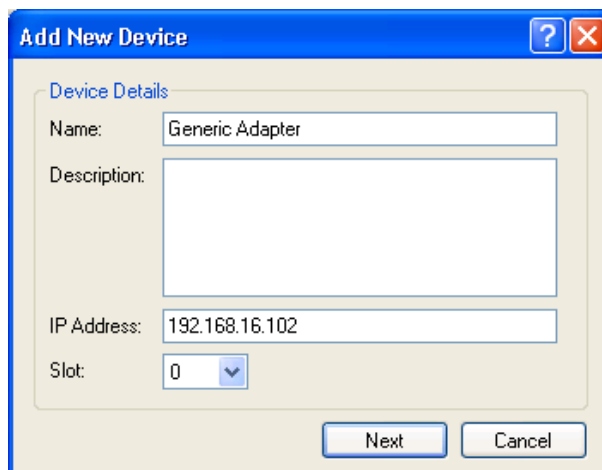 Add New Device
Device Details
Name: Generic Adapter
Description:
IP Address: 192.168.16.102
Slot: 0
Next Cancel